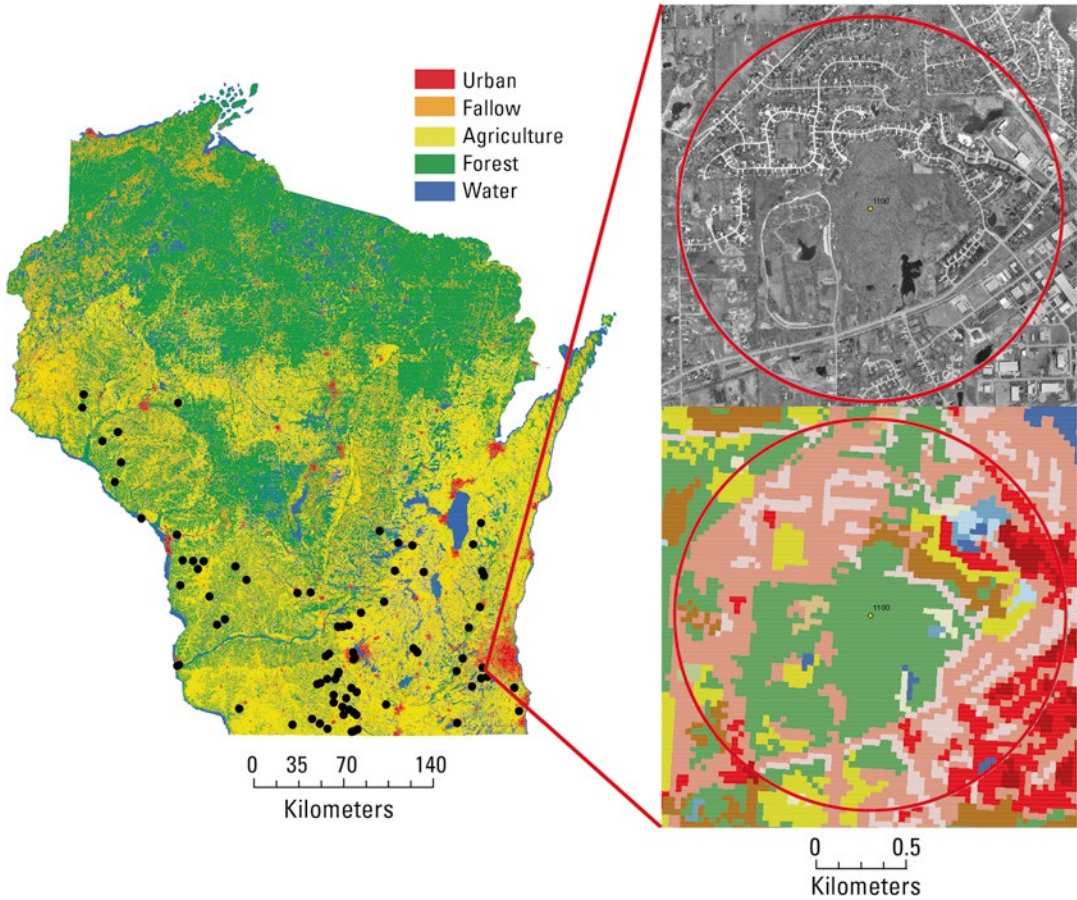 Urban
Fallow
Agriculture
Forest
Water
1100
1100
0 35 70 140
Kilometers
0 0.5
Kilometers